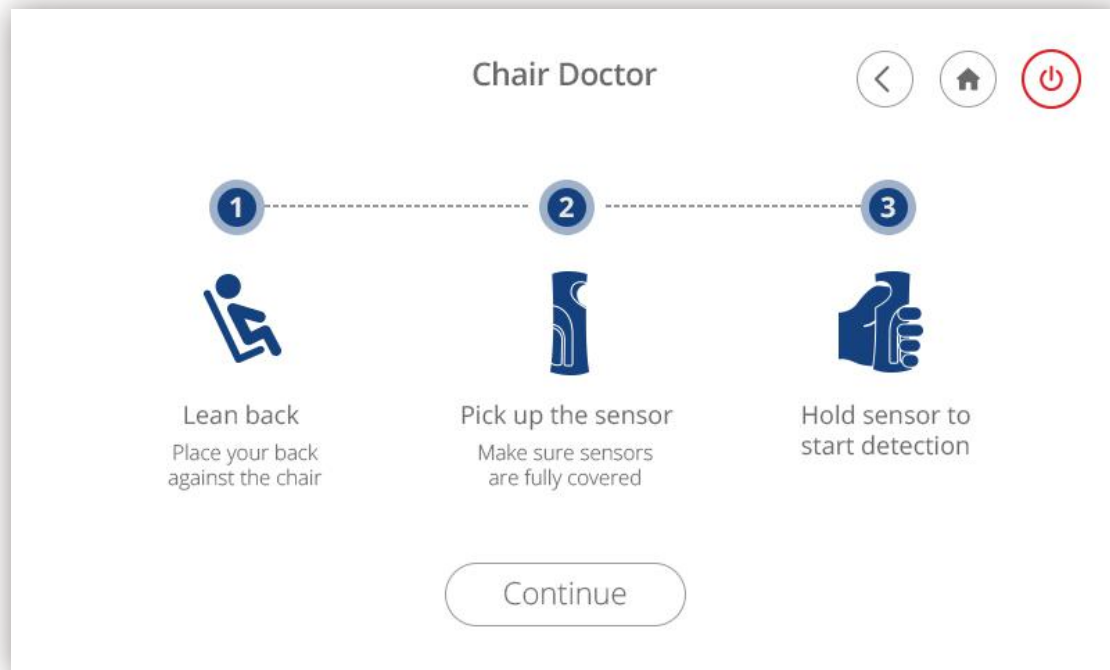 Chair Doctor
1
2
3
Lean back
Place your back
against the chair
Pick up the sensor
Make sure sensors
are fully covered
Hold sensor to
start detection
Continue